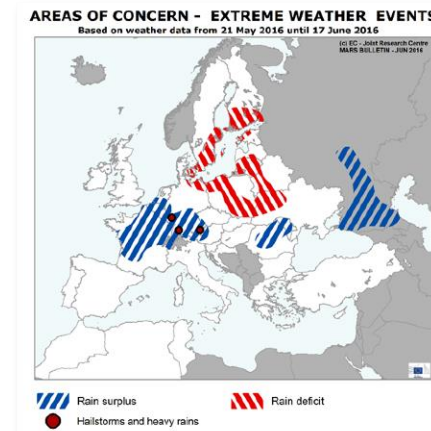 AREAS OF CONCERN - EXTREME WEATHER EVENTS
Based on weather data from 21 May 2016 until 17 June 2016
(c) EC - Joint Research Centre
MARS BULLETIN - JUN 2016
Rain surplus
Rain deficit
Hailstorms and heavy rains